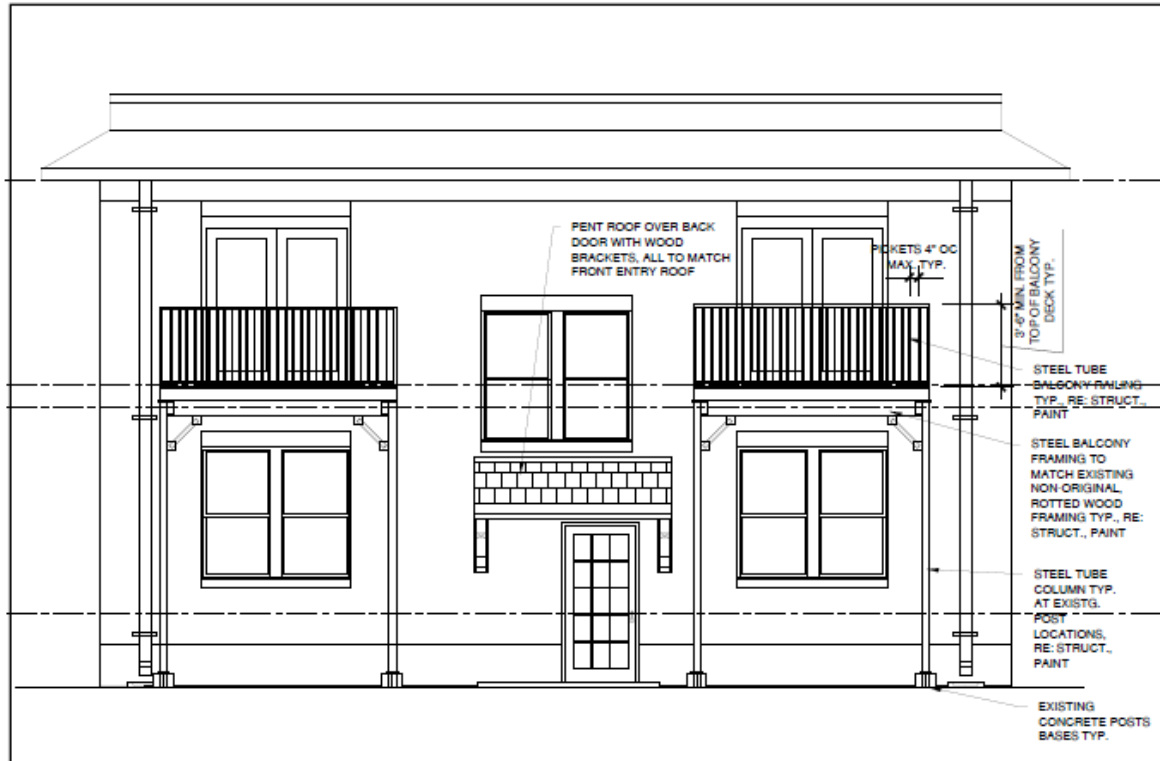 PENT ROOF OVER BACK
DOOR WITH WOOD
BRACKETS, ALL TO MATCH
FRONT ENTRY ROOF
PICKETS 4" OC
MAX. TYP.
3'-6" MIN. FROM
TOP OF BALCONY
DECK TYP.
STEEL TUBE
BALCONY RAILING
TYP., RE: STRUCT.,
PAINT
STEEL BALCONY
FRAMING TO
MATCH EXISTING
NON-ORIGINAL,
ROTTED WOOD
FRAMING TYP., RE:
STRUCT., PAINT
STEEL TUBE
COLUMN TYP.
AT EXISTG.
POST
LOCATIONS,
RE: STRUCT.,
PAINT
EXISTING
CONCRETE POSTS
BASES TYP.